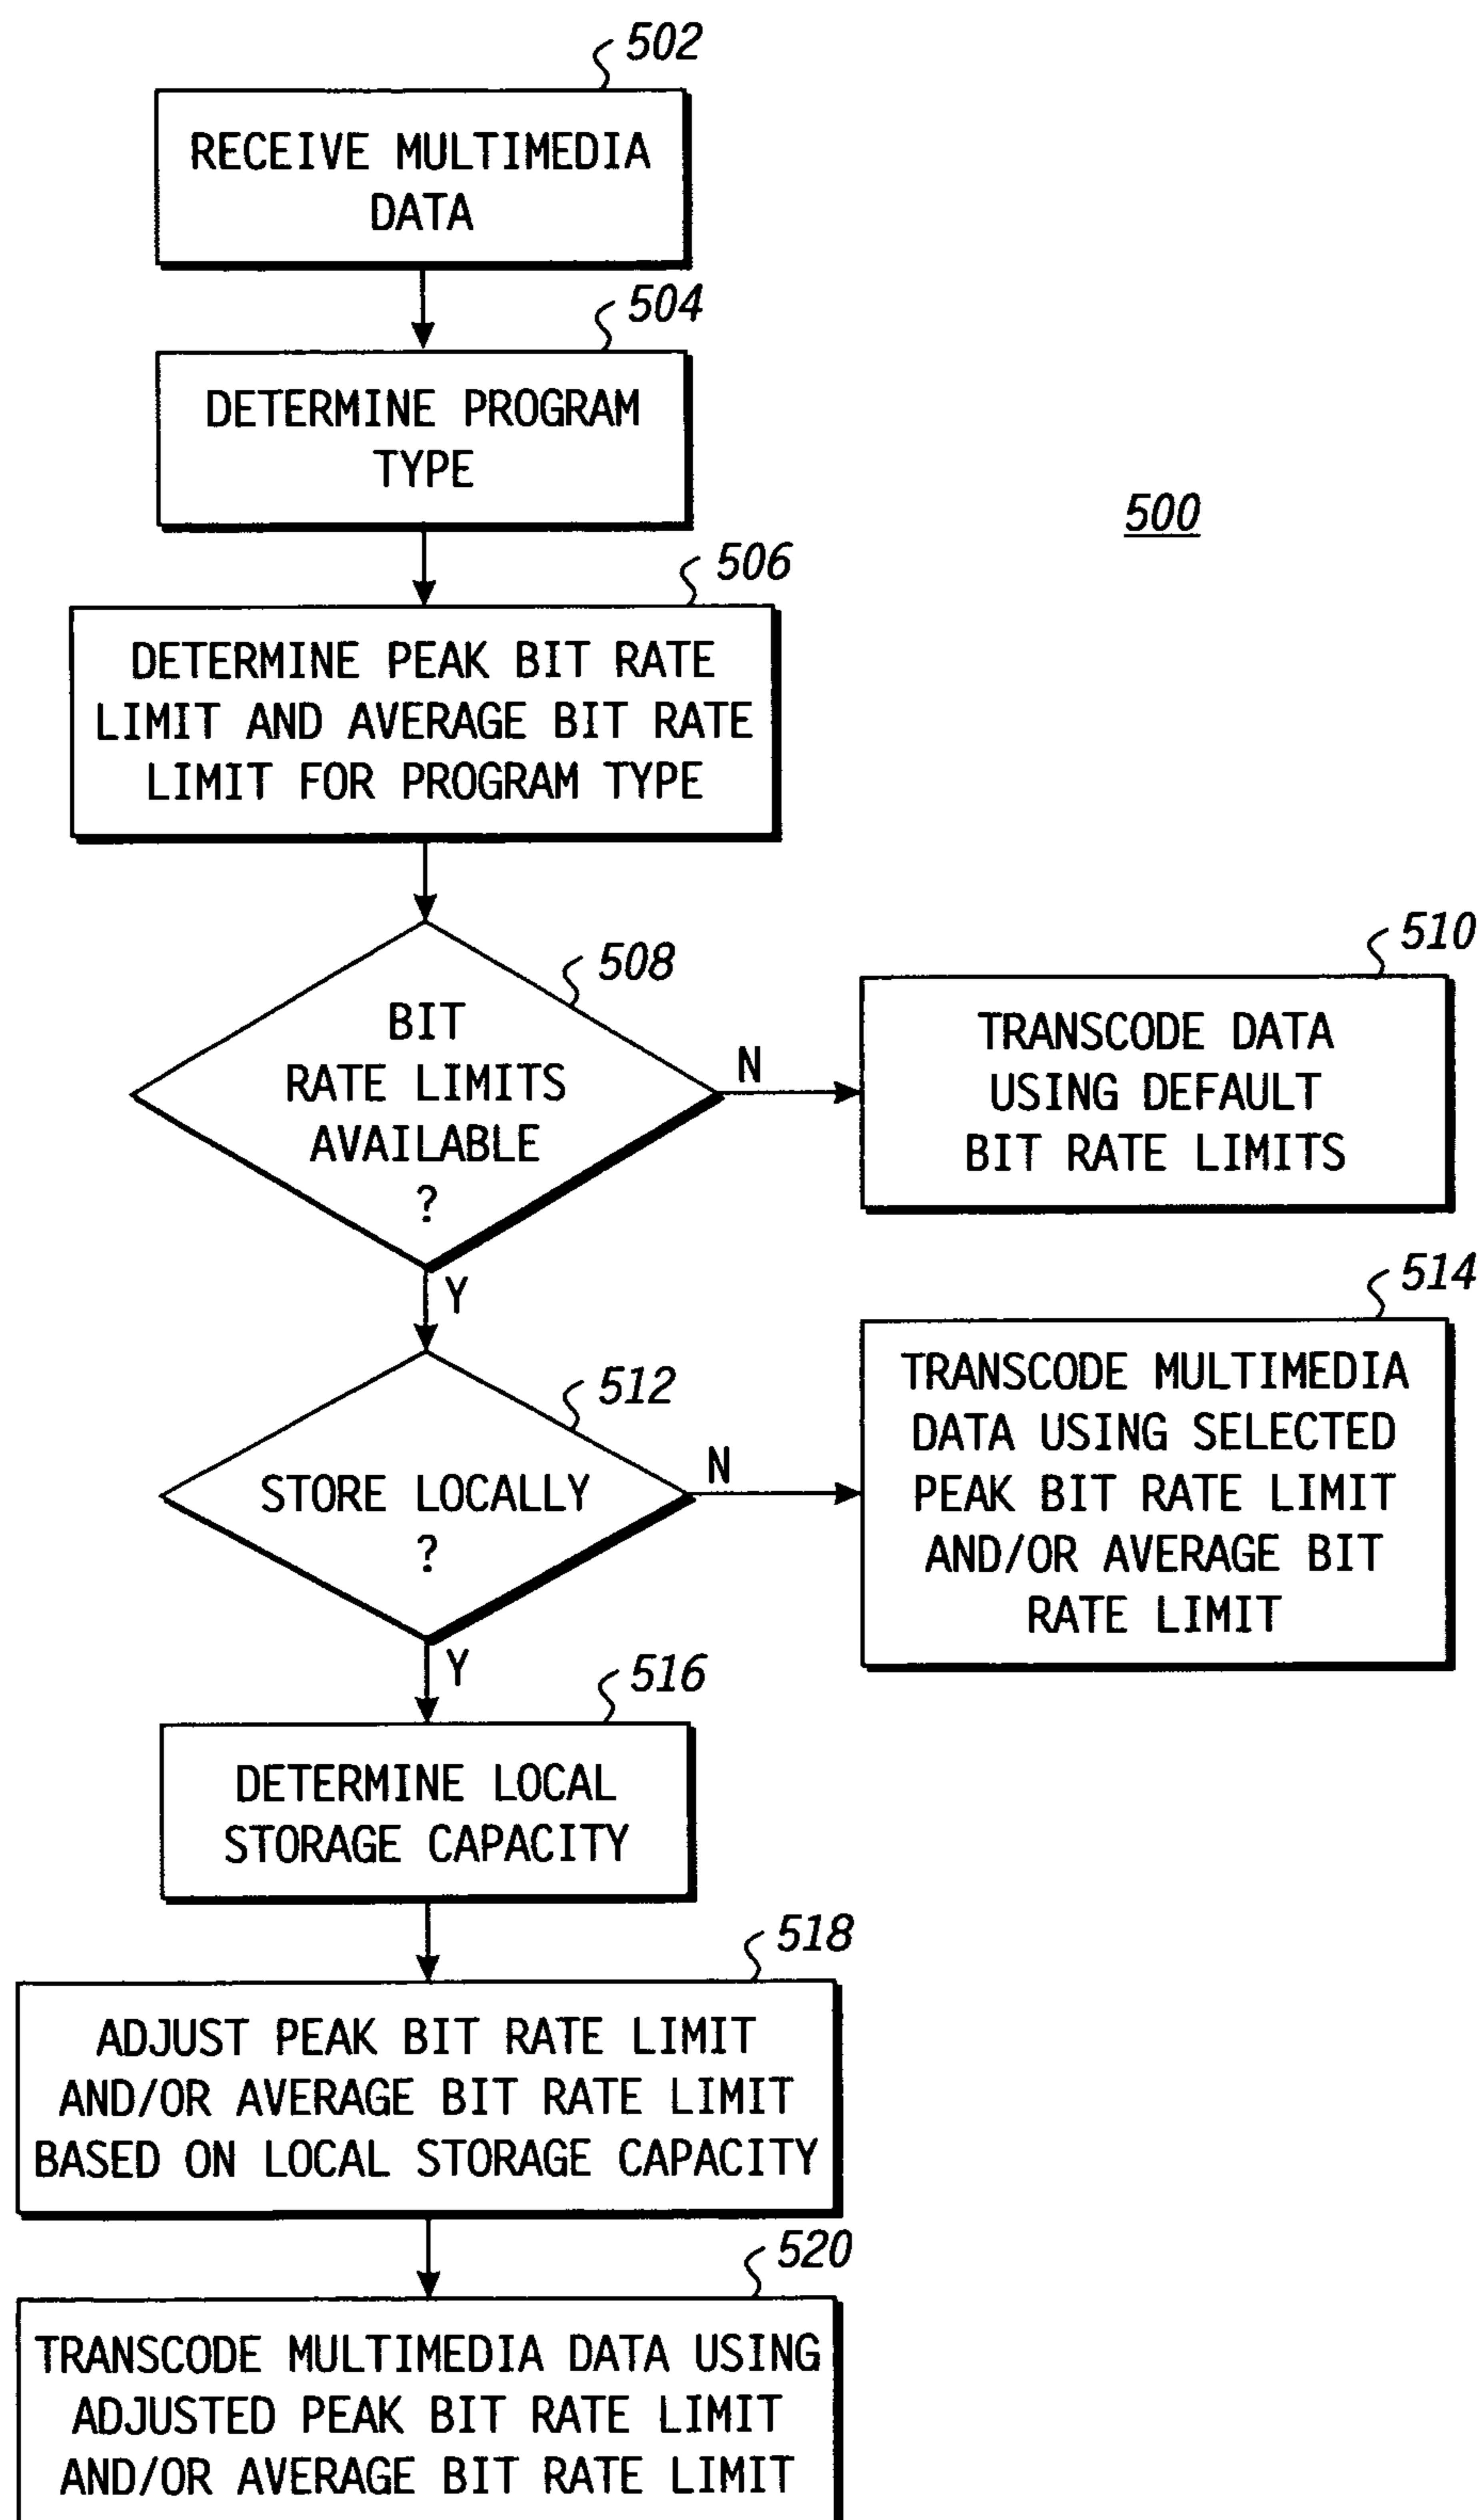 502
RECEIVE MULTIMEDIA
DATA
504
DETERMINE PROGRAM
TYPE
500
506
DETERMINE PEAK BIT RATE
LIMIT AND AVERAGE BIT RATE
LIMIT FOR PROGRAM TYPE
508
BIT
RATE LIMITS
AVAILABLE
?
N
510
TRANSCODE DATA
USING DEFAULT
BIT RATE LIMITS
Y
512
STORE LOCALLY
?
N
514
TRANSCODE MULTIMEDIA
DATA USING SELECTED
PEAK BIT RATE LIMIT
AND/OR AVERAGE BIT
RATE LIMIT
Y
516
DETERMINE LOCAL
STORAGE CAPACITY
518
ADJUST PEAK BIT RATE LIMIT
AND/OR AVERAGE BIT RATE LIMIT
BASED ON LOCAL STORAGE CAPACITY
520
TRANSCODE MULTIMEDIA DATA USING
ADJUSTED PEAK BIT RATE LIMIT
AND/OR AVERAGE BIT RATE LIMIT